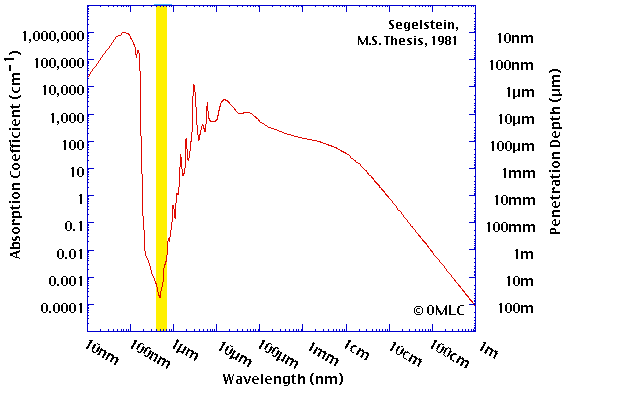 Segelstein,
M.S. Thesis, 1981
Absorption Coefficient (cm⁻¹)
1,000,000
100,000
10,000
1,000
100
10
1
0.1
0.01
0.001
0.0001
10nm
100nm
1µm
10µm
100µm
1mm
10mm
100mm
1m
10m
100m
Penetration Depth (µm)
© OMLC
10nm
100nm
1µm
10µm
100µm
1mm
1cm
10cm
100cm
1m
Wavelength (nm)